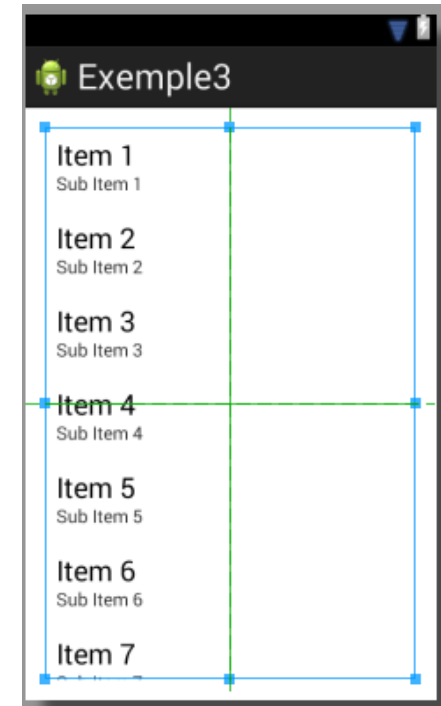 Exemple3
Item 1
Sub Item 1
Item 2
Sub Item 2
Item 3
Sub Item 3
Item 4
Sub Item 4
Item 5
Sub Item 5
Item 6
Sub Item 6
Item 7